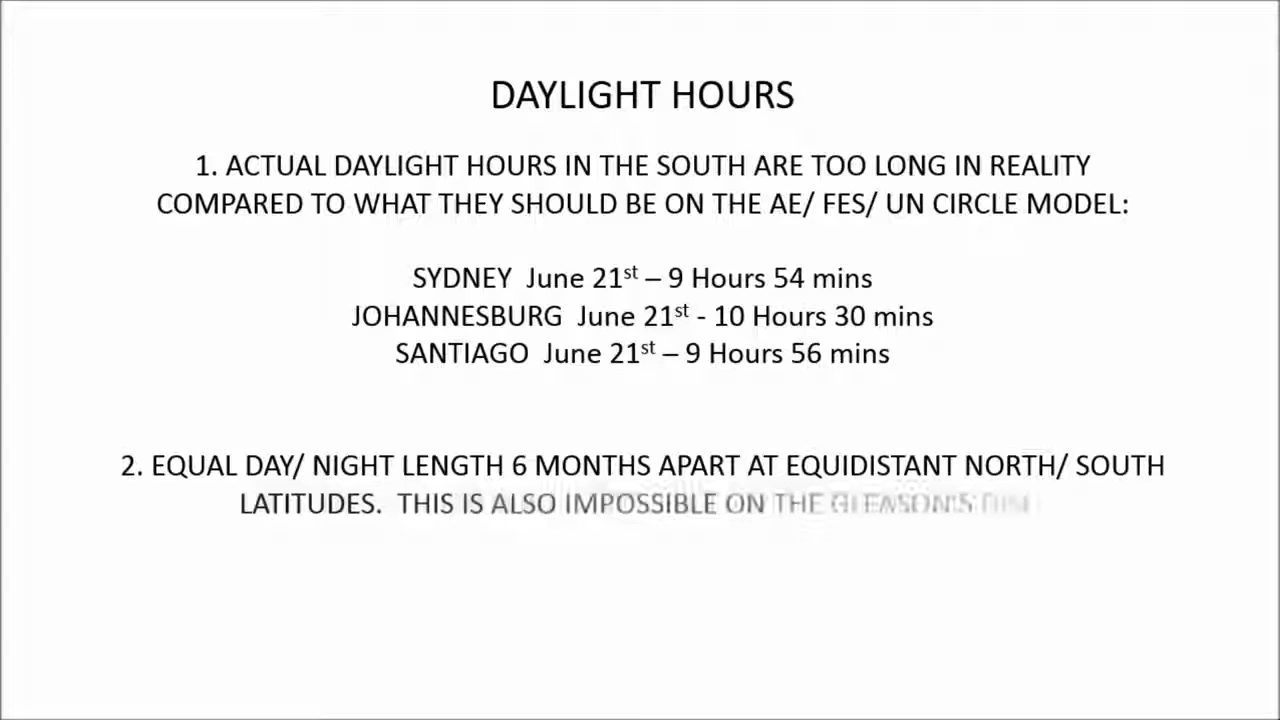 DAYLIGHT HOURS
1. ACTUAL DAYLIGHT HOURS IN THE SOUTH ARE TOO LONG IN REALITY
COMPARED TO WHAT THEY SHOULD BE ON THE AE/ FES/ UN CIRCLE MODEL:
SYDNEY June 21st – 9 Hours 54 mins
JOHANNESBURG June 21st - 10 Hours 30 mins
SANTIAGO June 21st – 9 Hours 56 mins
2. EQUAL DAY/ NIGHT LENGTH 6 MONTHS APART AT EQUIDISTANT NORTH/ SOUTH
LATITUDES. THIS IS ALSO IMPOSSIBLE ON THE GLEASON'S